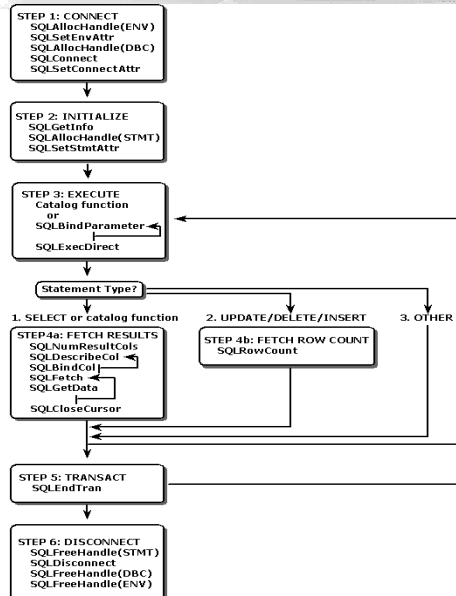 STEP 1: CONNECT
SQLAllocHandle(ENV)
SQLSetEnvAttr
SQLAllocHandle(DBC)
SQLConnect
SQLSetConnectAttr
STEP 2: INITIALIZE
SQLGetInfo
SQLAllocHandle(STMT)
SQLSetStmtAttr
STEP 3: EXECUTE
Catalog function
or
SQLBindParameter
SQLExecDirect
Statement Type?
1. SELECT or catalog function
STEP4a: FETCH RESULTS
SQLNumResultCols
SQLDescribeCol
SQLBindCol
SQLFetch
SQLGetData
SQLCloseCursor
2. UPDATE/DELETE/INSERT
STEP 4b: FETCH ROW COUNT
SQLRowCount
3. OTHER
STEP 5: TRANSACT
SQLEndTran
STEP 6: DISCONNECT
SQLFreeHandle(STMT)
SQLDisconnect
SQLFreeHandle(DBC)
SQLFreeHandle(ENV)